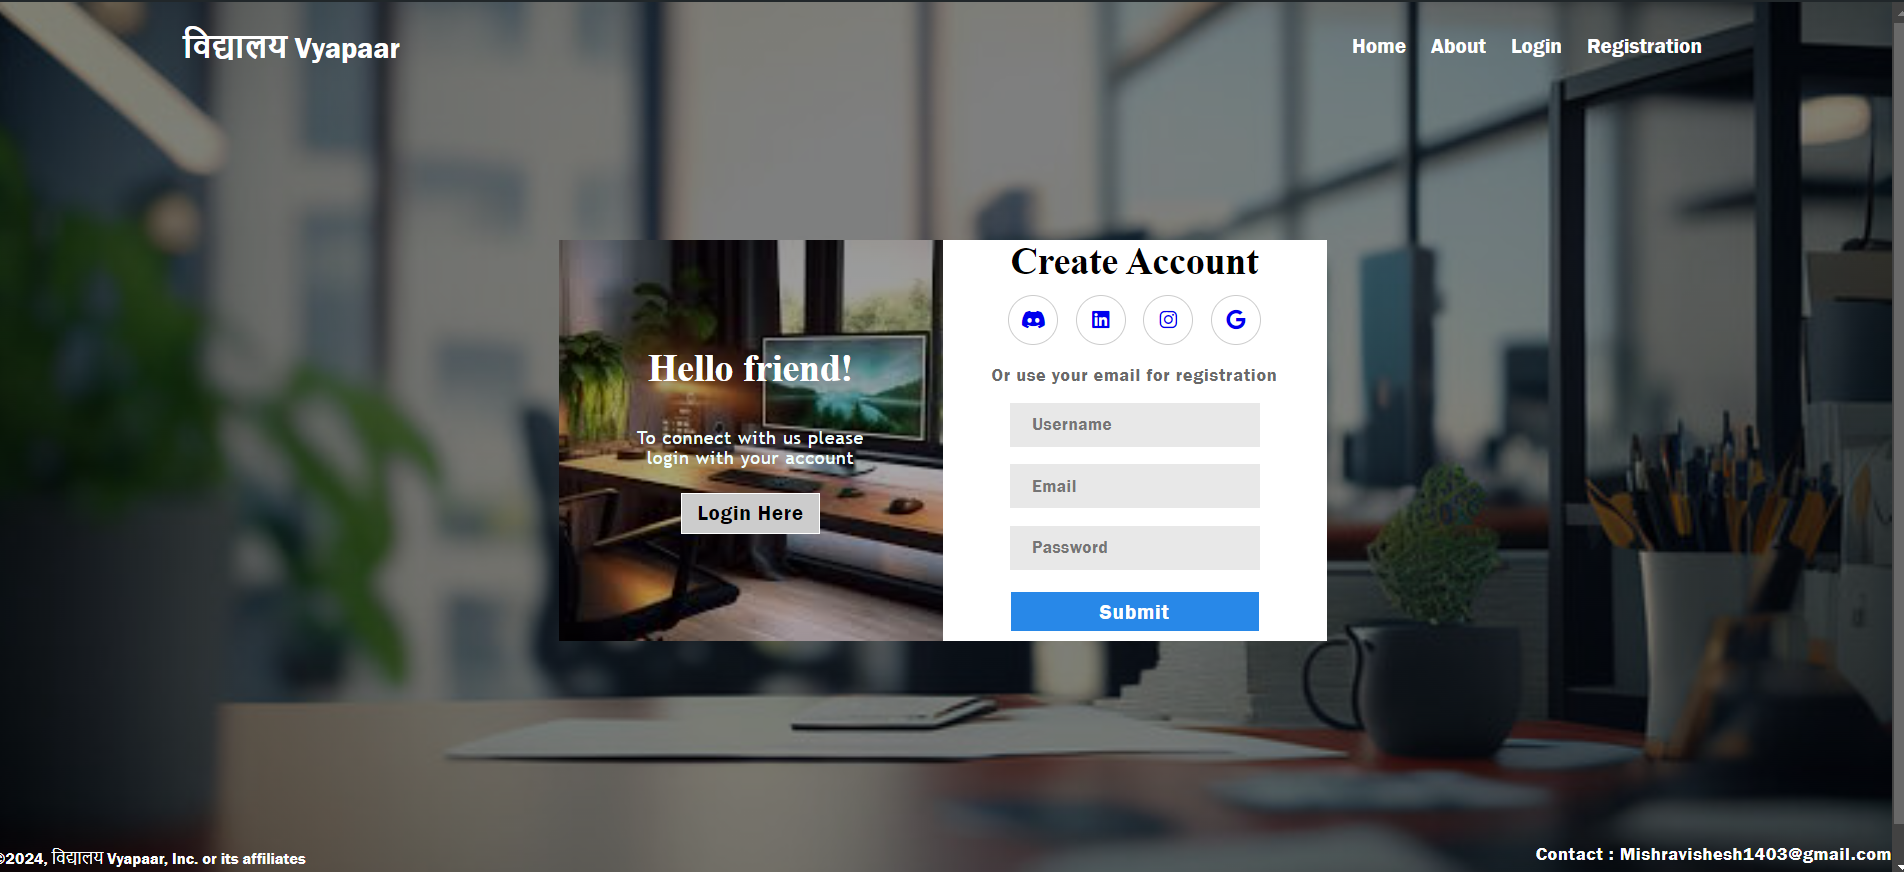 विद्यालय Vyapaar
Home About Login Registration
Hello friend!
To connect with us please
login with your account
Login Here
Create Account
Or use your email for registration
Username
Email
Password
Submit
©2024, विद्यालय Vyapaar, Inc. or its affiliates
Contact : Mishravishesh1403@gmail.com